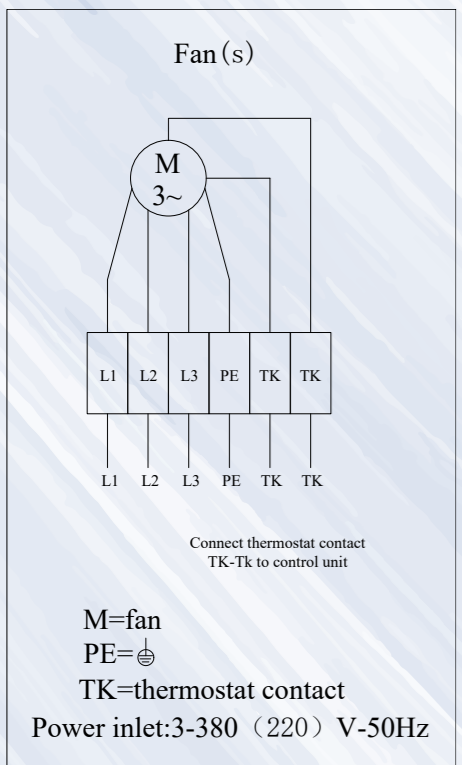 Fan(s)
M
3~
L1 L2 L3 PE TK TK
L1 L2 L3 PE TK TK
Connect thermostat contact
TK-Tk to control unit
M=fan
PE=
TK=thermostat contact
Power inlet:3-380（220）V-50Hz